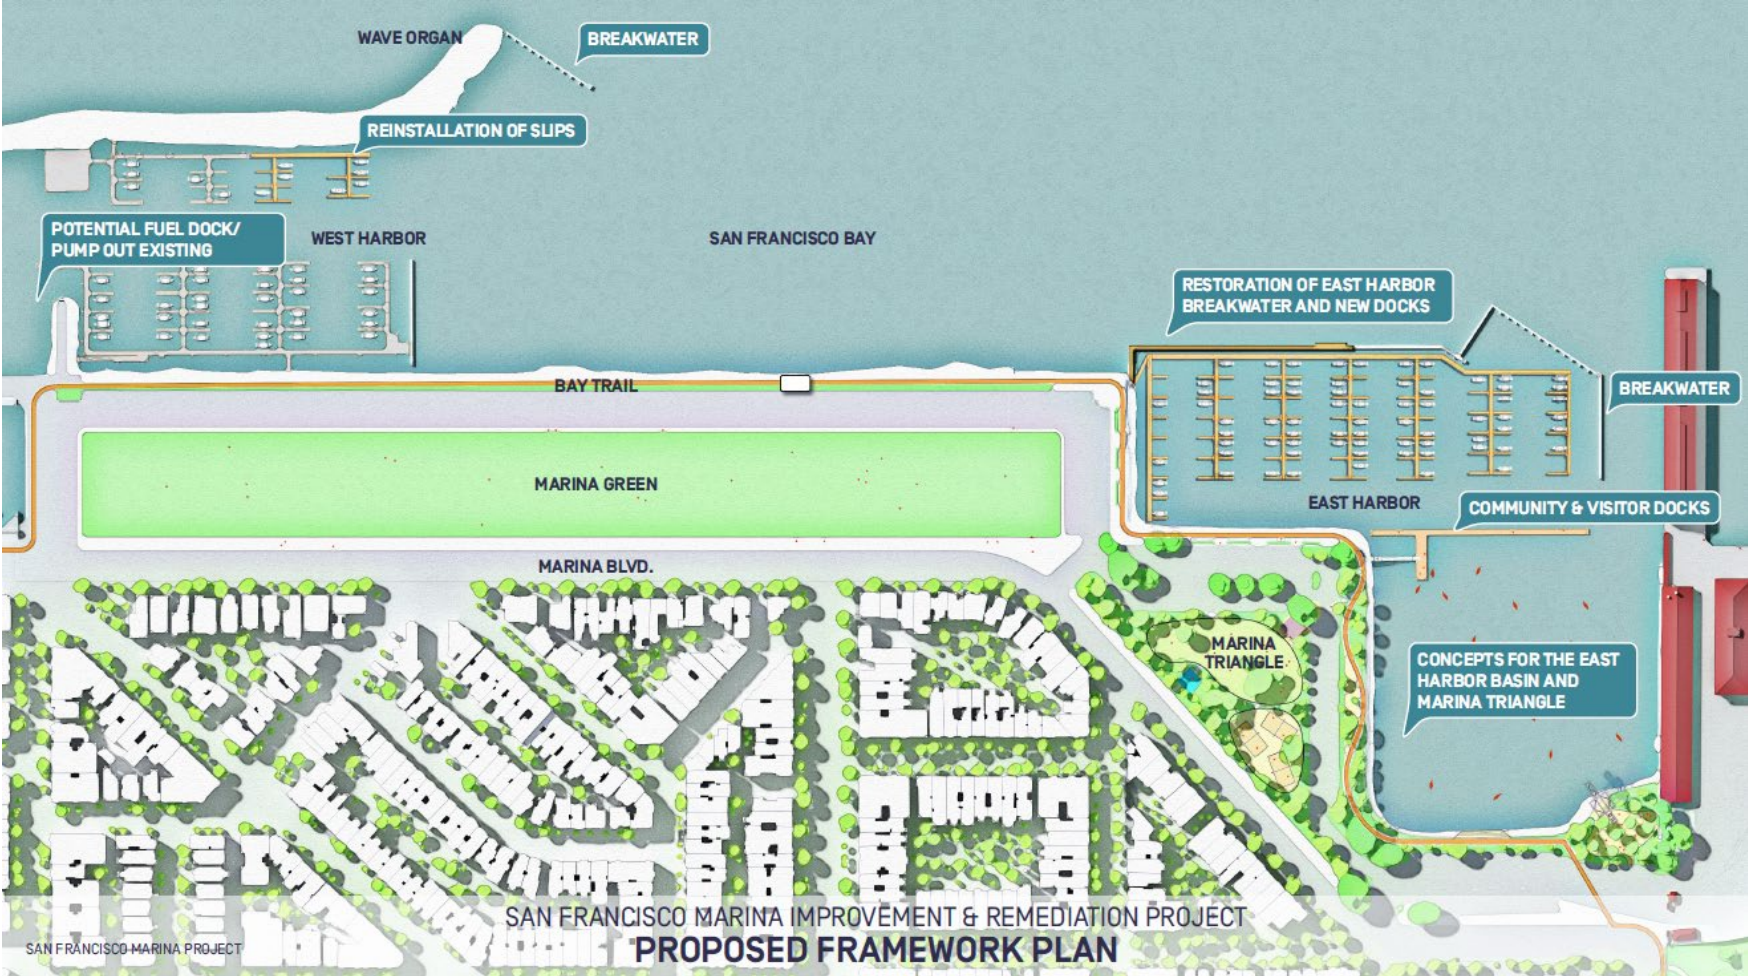 WAVE ORGAN
BREAKWATER
REINSTALLATION OF SLIPS
POTENTIAL FUEL DOCK/
PUMP OUT EXISTING
WEST HARBOR
SAN FRANCISCO BAY
RESTORATION OF EAST HARBOR
BREAKWATER AND NEW DOCKS
BAY TRAIL
BREAKWATER
MARINA GREEN
EAST HARBOR
COMMUNITY & VISITOR DOCKS
MARINA BLVD.
MARINA
TRIANGLE
CONCEPTS FOR THE EAST
HARBOR BASIN AND
MARINA TRIANGLE
SAN FRANCISCO MARINA IMPROVEMENT & REMEDIATION PROJECT
PROPOSED FRAMEWORK PLAN
SAN FRANCISCO MARINA PROJECT